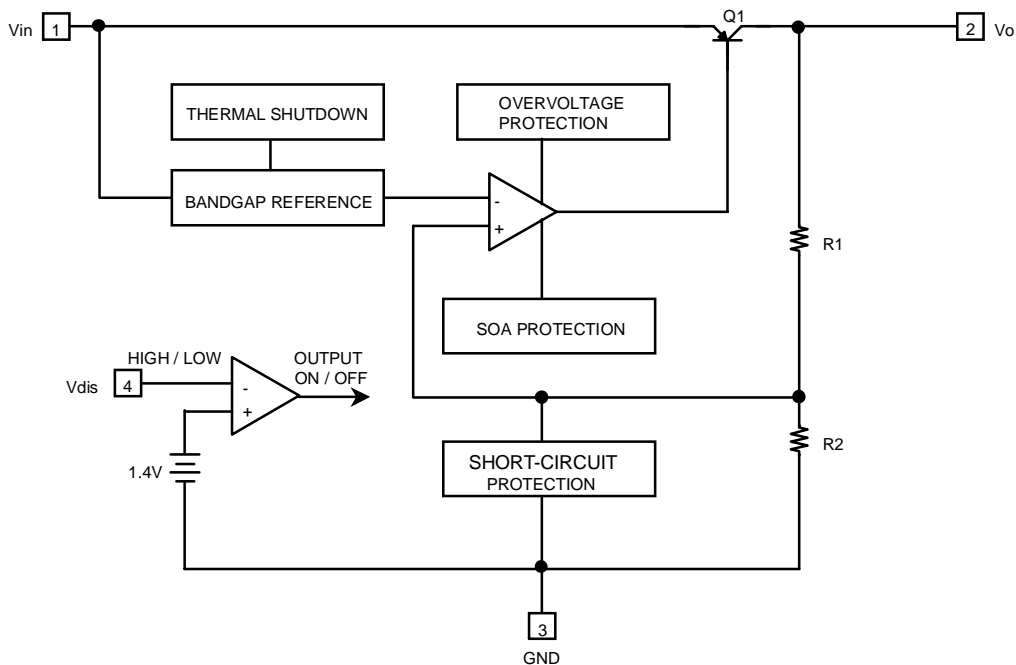 Q1
Vin 1
2 Vo
THERMAL SHUTDOWN
OVERVOLTAGE
PROTECTION
BANDGAP REFERENCE
-
+
R1
SOA PROTECTION
HIGH / LOW
OUTPUT
ON / OFF
Vdis 4
-
+
1.4V
SHORT-CIRCUIT
PROTECTION
R2
3
GND